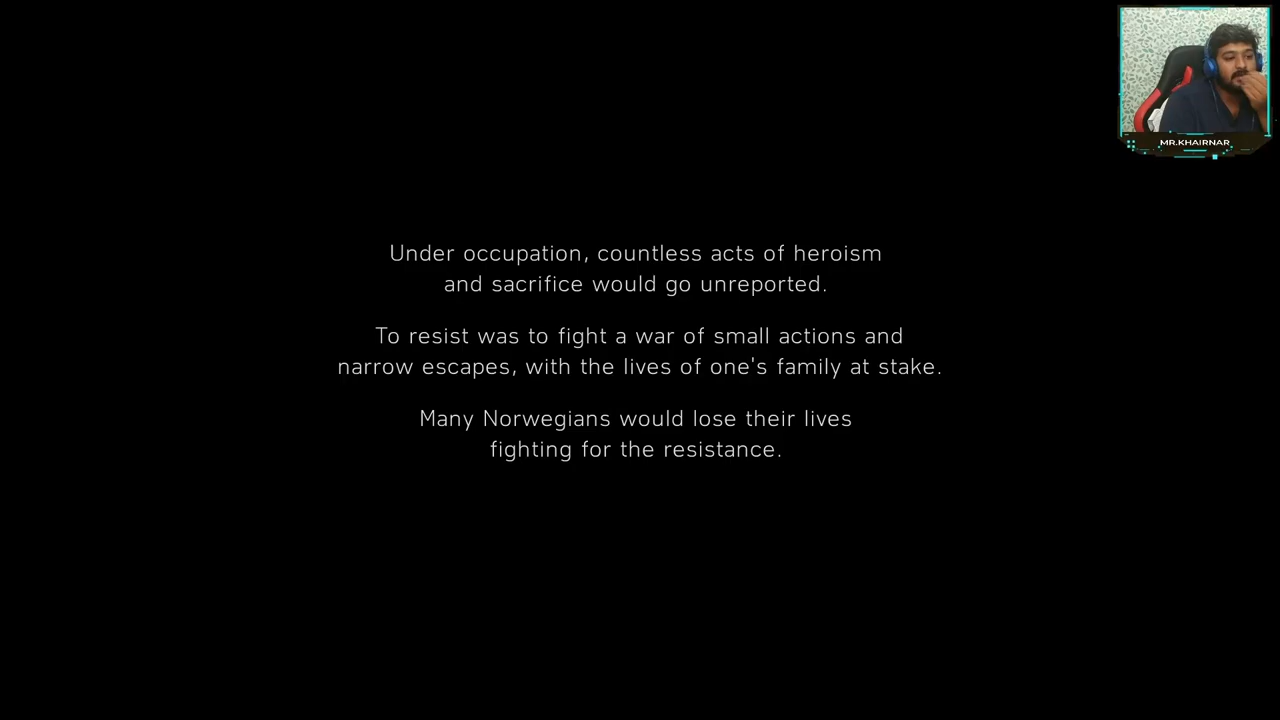 MR.KHAIRNAR
Under occupation, countless acts of heroism
and sacrifice would go unreported.
To resist was to fight a war of small actions and
narrow escapes, with the lives of one's family at stake.
Many Norwegians would lose their lives
fighting for the resistance.